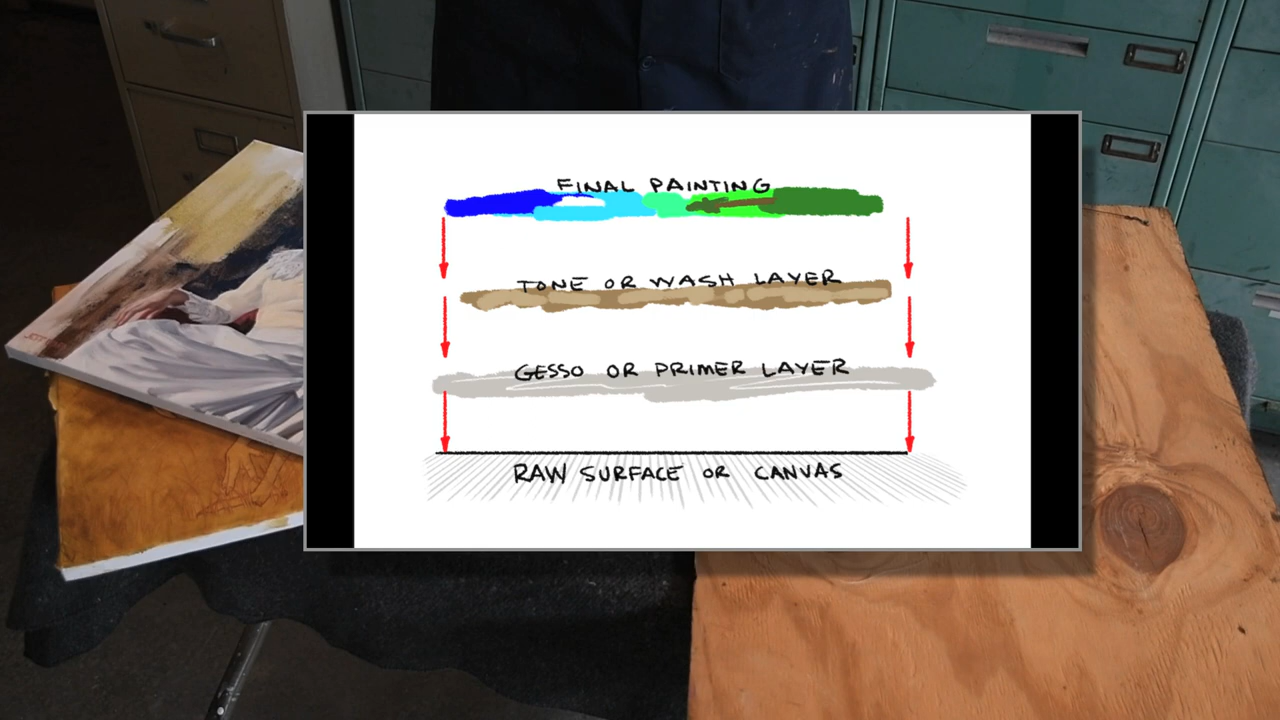 FINAL PAINTING
TONE OR WASH LAYER
GESSO OR PRIMER LAYER
RAW SURFACE OR CANVAS